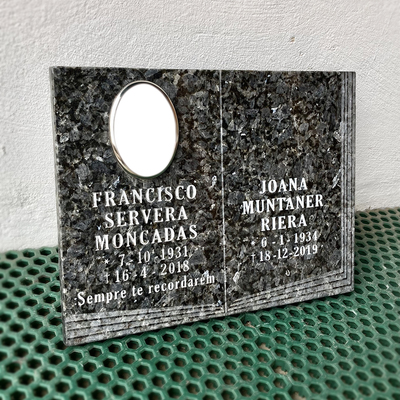 FRANCISCO
SERVERA
MONCADAS
* 7-10-1931
† 16-4-2018
Sempre te recordarem
JOANA
MUNTANER
RIERA
* 6-1-1934
† 18-12-2019